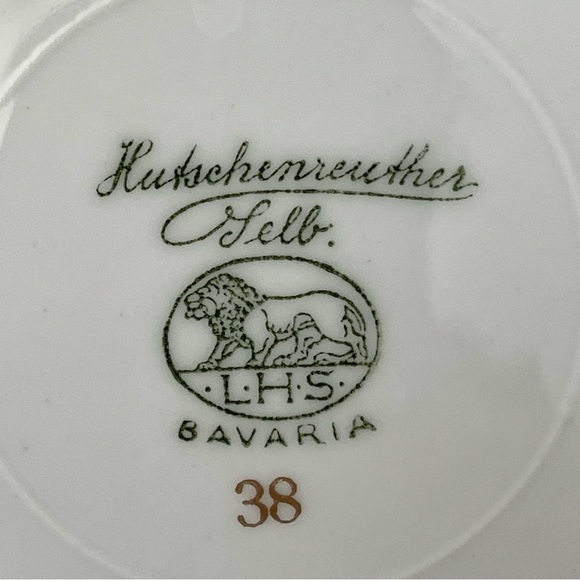 Hutschenreuther
Selb.
·L·H·S·
BAVARIA
38